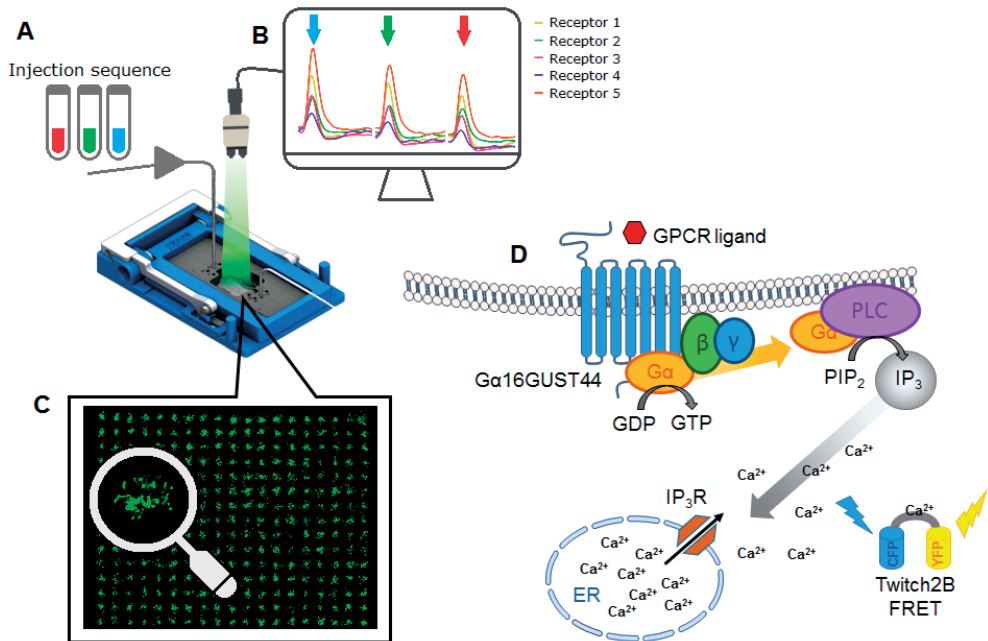 A
Injection sequence
B
Receptor 1
Receptor 2
Receptor 3
Receptor 4
Receptor 5
C
D
GPCR ligand
PLC
Gα
β
γ
Gα
Gα16GUST44
PIP2
IP3
GDP
GTP
Ca2+
Ca2+
Ca2+
IP3R
Ca2+
Ca2+
Ca2+
Ca2+
Ca2+
Ca2+
Ca2+
Ca2+
Ca2+
Ca2+
Ca2+
ER
CFP
YFP
Twitch2B
FRET